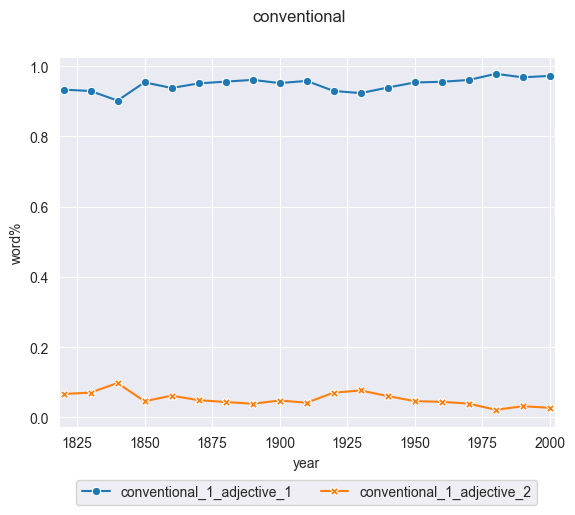 conventional
1.0
0.8
0.6
0.4
0.2
0.0
word%
1825 1850 1875 1900 1925 1950 1975 2000
year
conventional_1_adjective_1 conventional_1_adjective_2